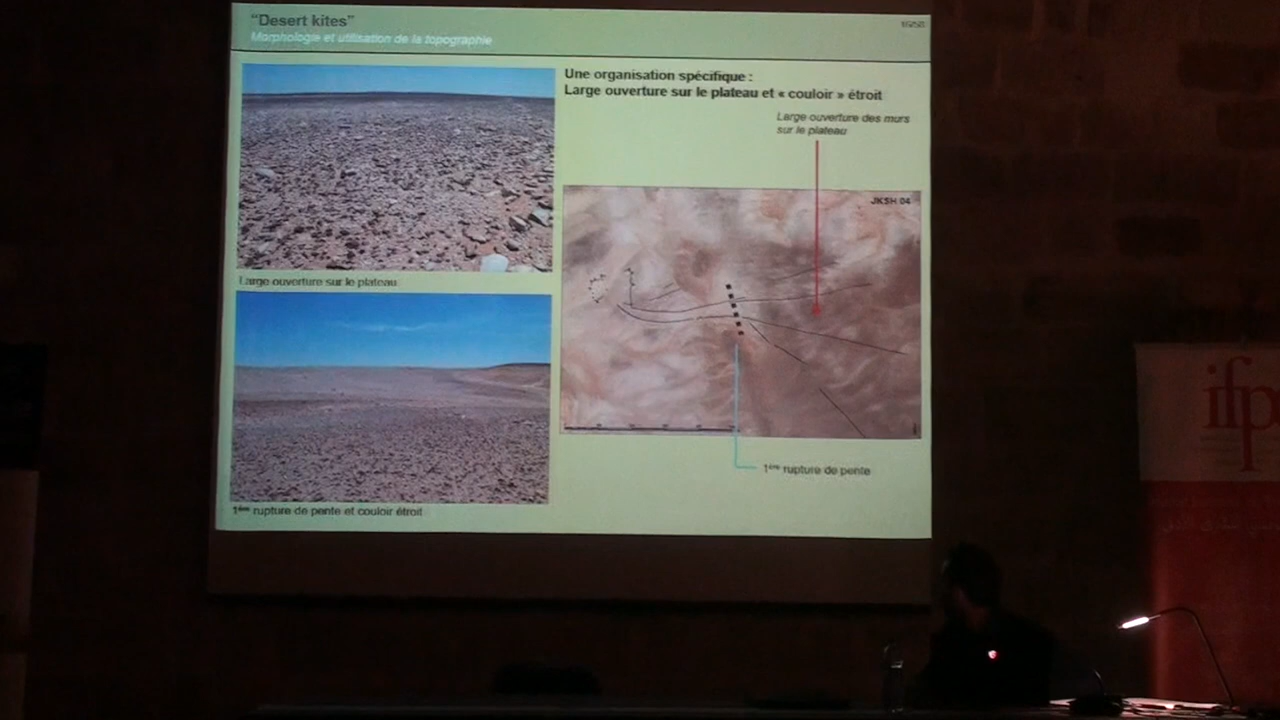 “Desert kites”
Morphologie et utilisation de la topographie
Une organisation spécifique :
Large ouverture sur le plateau et « couloir » étroit
Large ouverture des murs
sur le plateau
JKSH 04
Large ouverture sur le plateau
1ère rupture de pente
1ère rupture de pente et couloir étroit
ifp